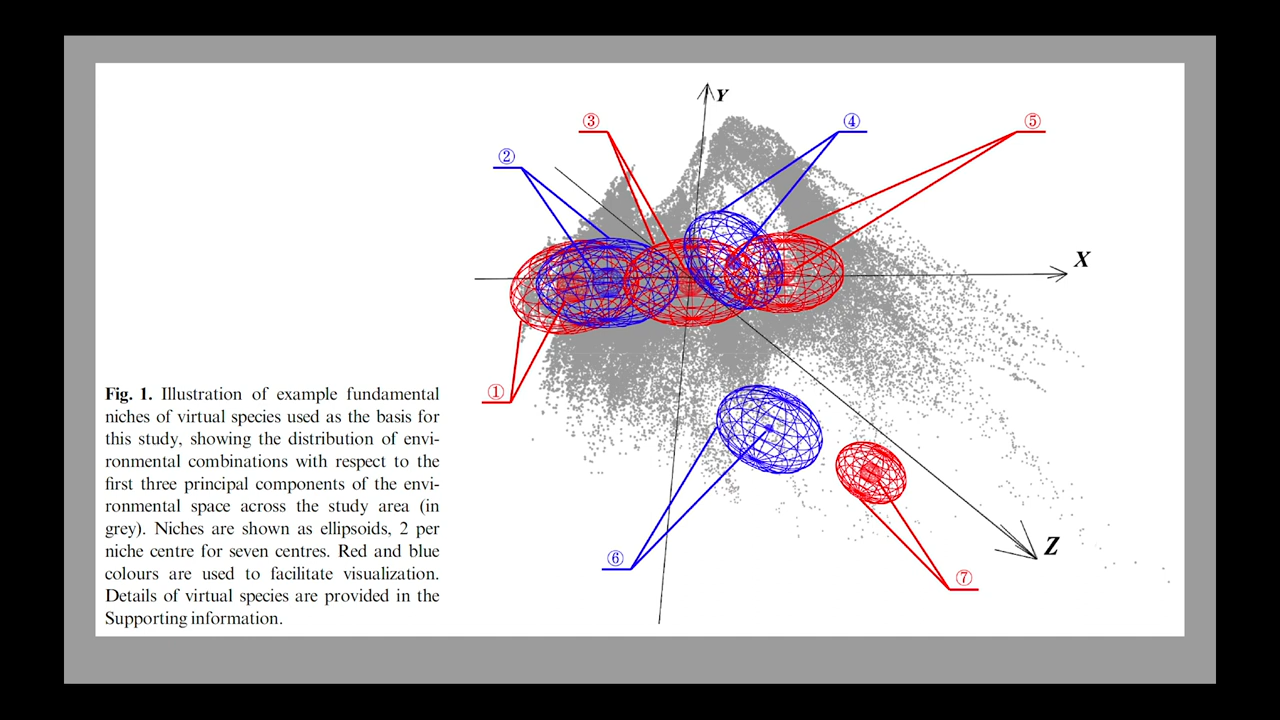 Y
③
④
⑤
②
X
①
Fig. 1. Illustration of example fundamental
niches of virtual species used as the basis for
this study, showing the distribution of envi-
ronmental combinations with respect to the
first three principal components of the envi-
ronmental space across the study area (in
grey). Niches are shown as ellipsoids, 2 per
niche centre for seven centres. Red and blue
colours are used to facilitate visualization.
Details of virtual species are provided in the
Supporting information.
Z
⑥
⑦